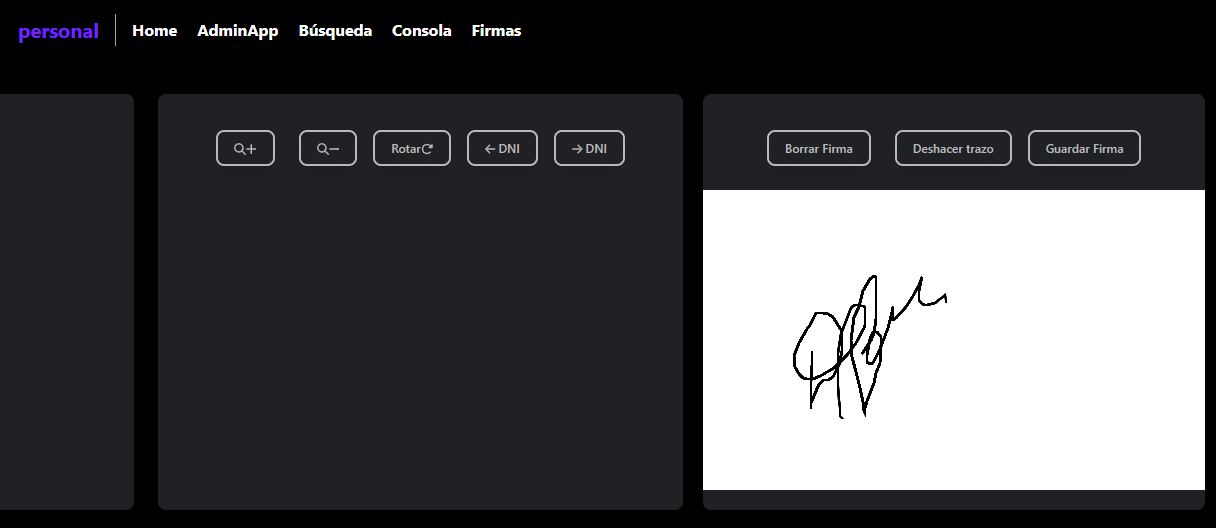 personal Home AdminApp Búsqueda Consola Firmas
Rotar ← DNI → DNI Borrar Firma Deshacer trazo Guardar Firma